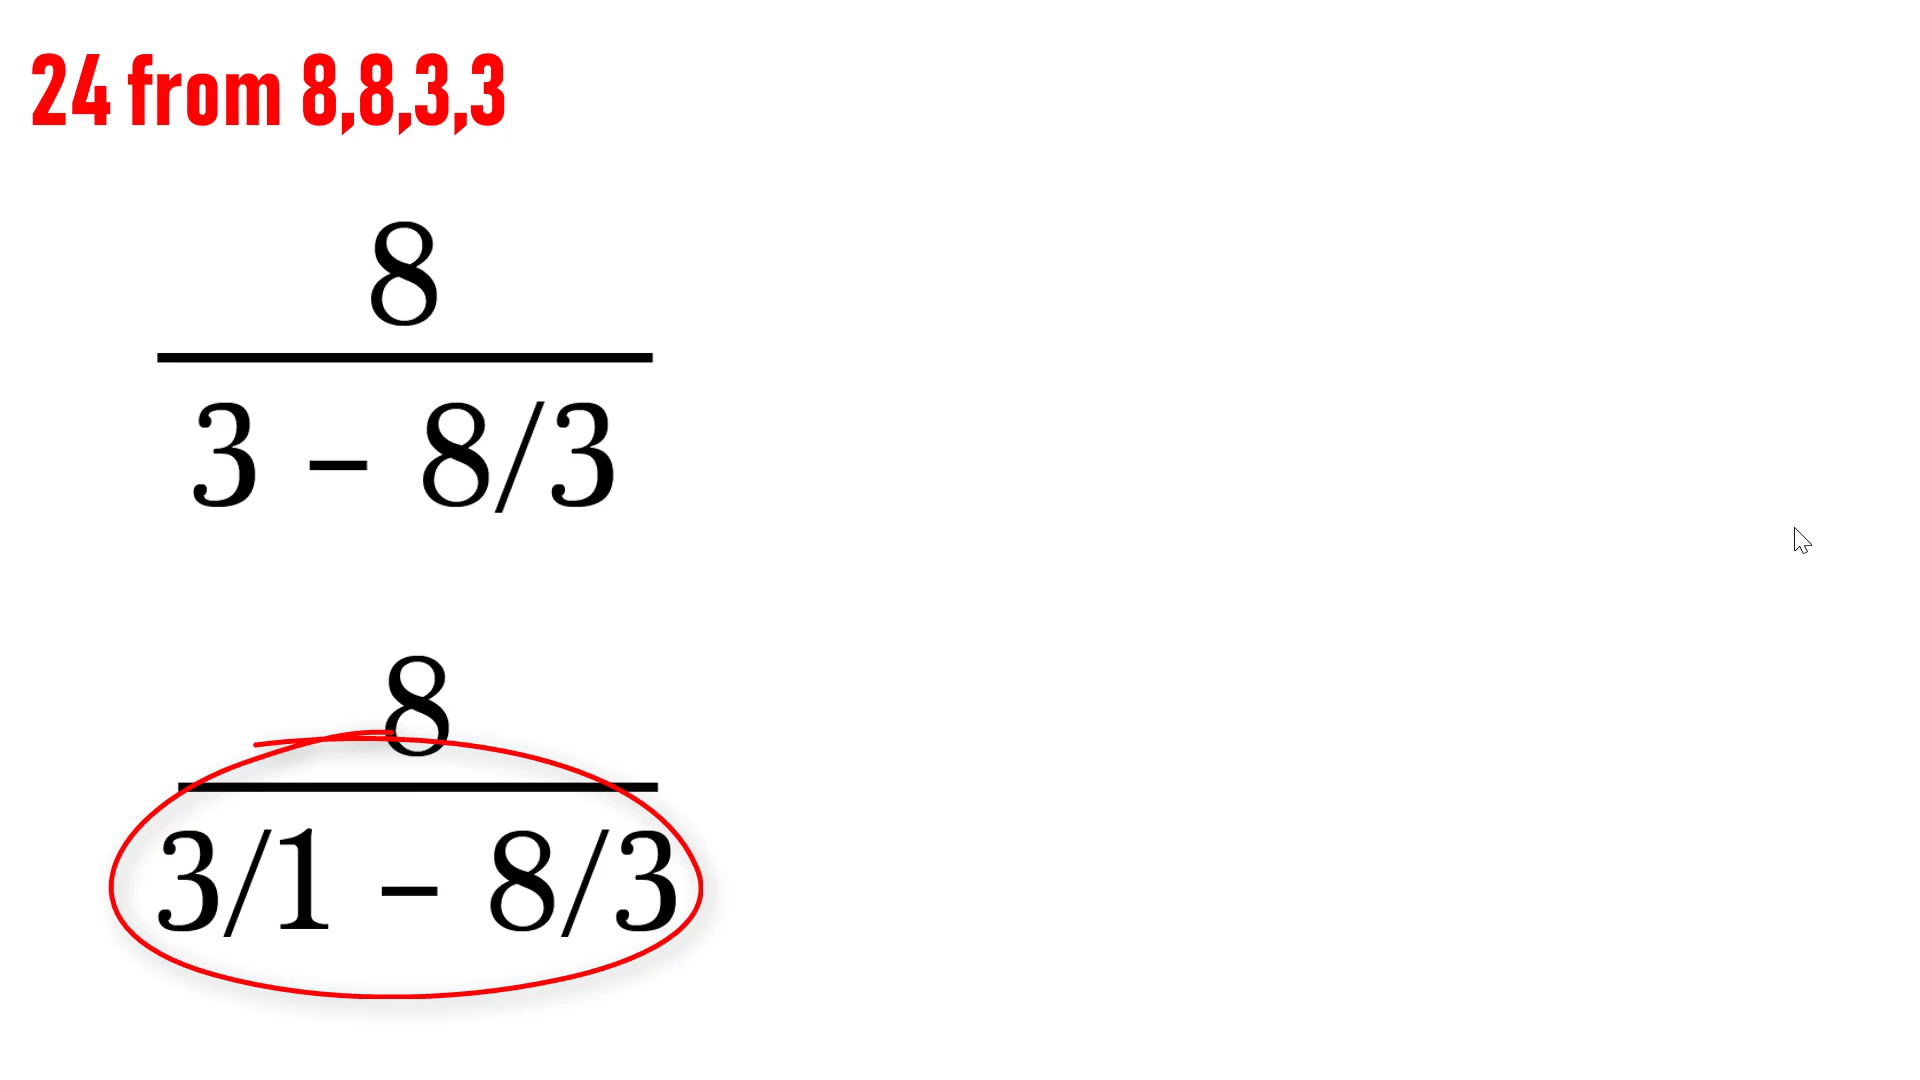 24 from 8,8,3,3
8
3 – 8/3
8
3/1 – 8/3